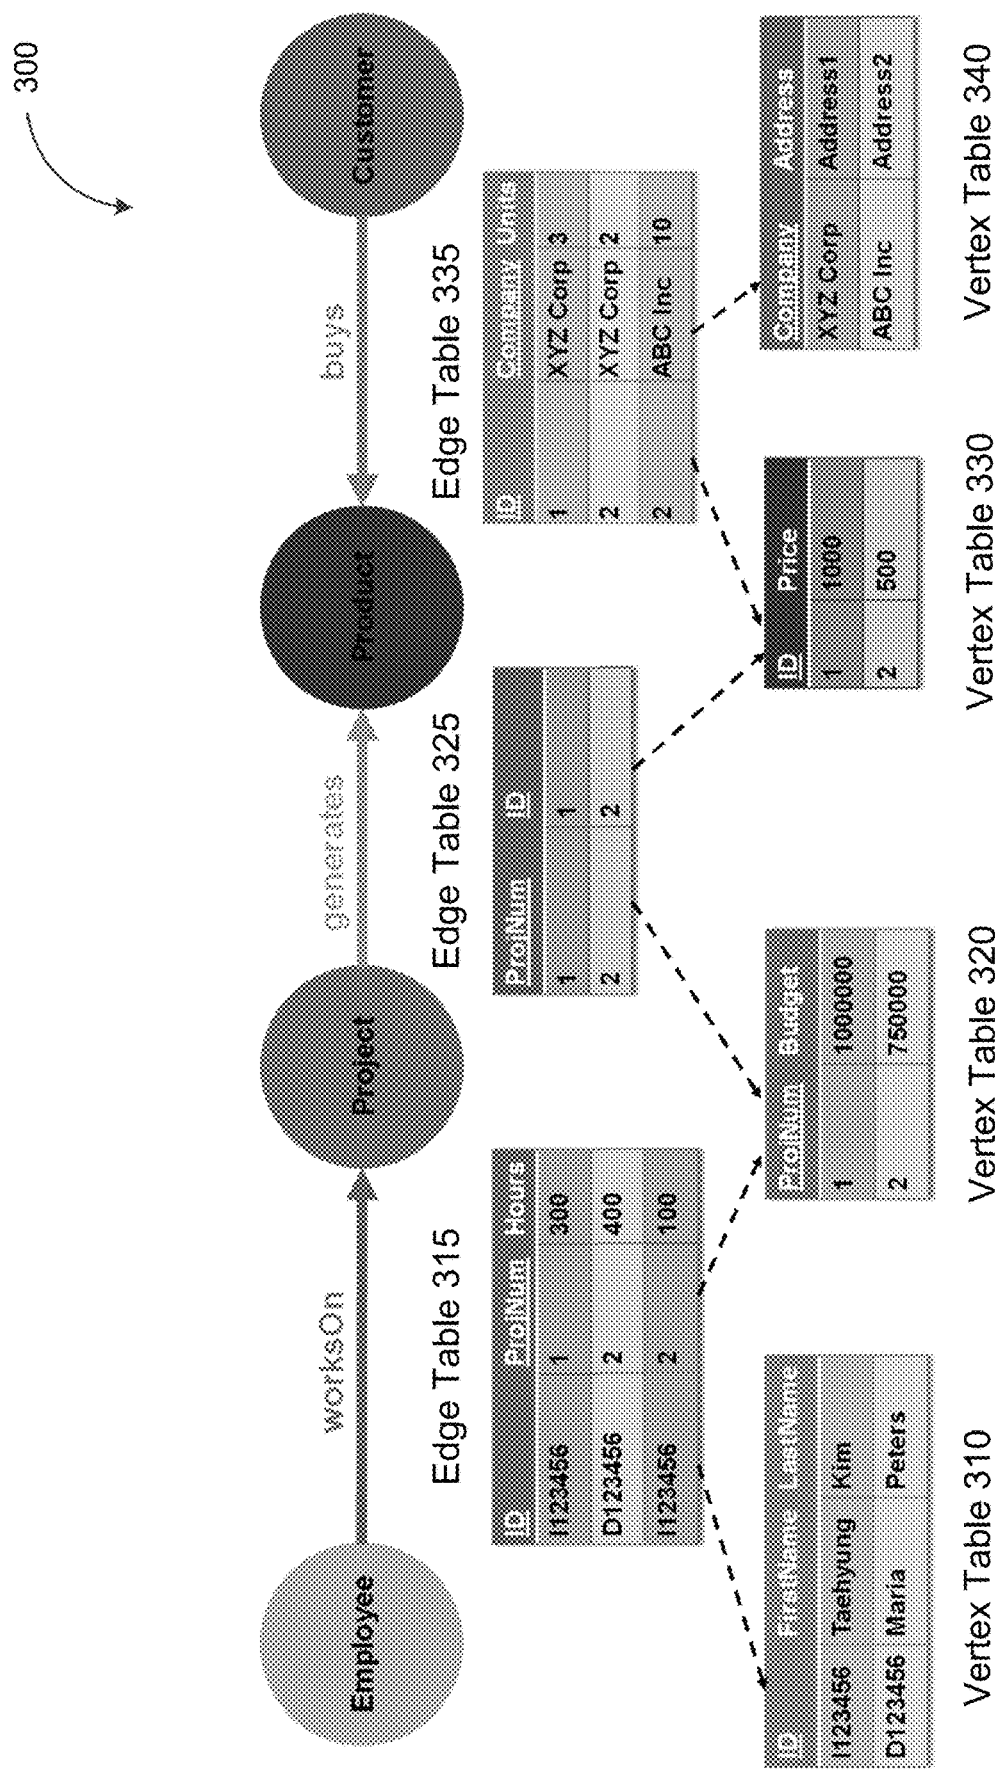 300
Employee
worksOn
Project
generates
Product
buys
Customer
Edge Table 315
ID ProjNum Hours
I123456 1 300
D123456 2 400
I123456 2 100
Edge Table 325
ProjNum ID
1 1
2 2
Edge Table 335
ID Company Units
1 XYZ Corp 3
2 XYZ Corp 2
2 ABC Inc 10
ID FirstName LastName
I123456 Taehyung Kim
D123456 Maria Peters
Vertex Table 310
ProjNum Budget
1 1000000
2 750000
Vertex Table 320
ID Price
1 1000
2 500
Vertex Table 330
Company Address
XYZ Corp Address1
ABC Inc Address2
Vertex Table 340